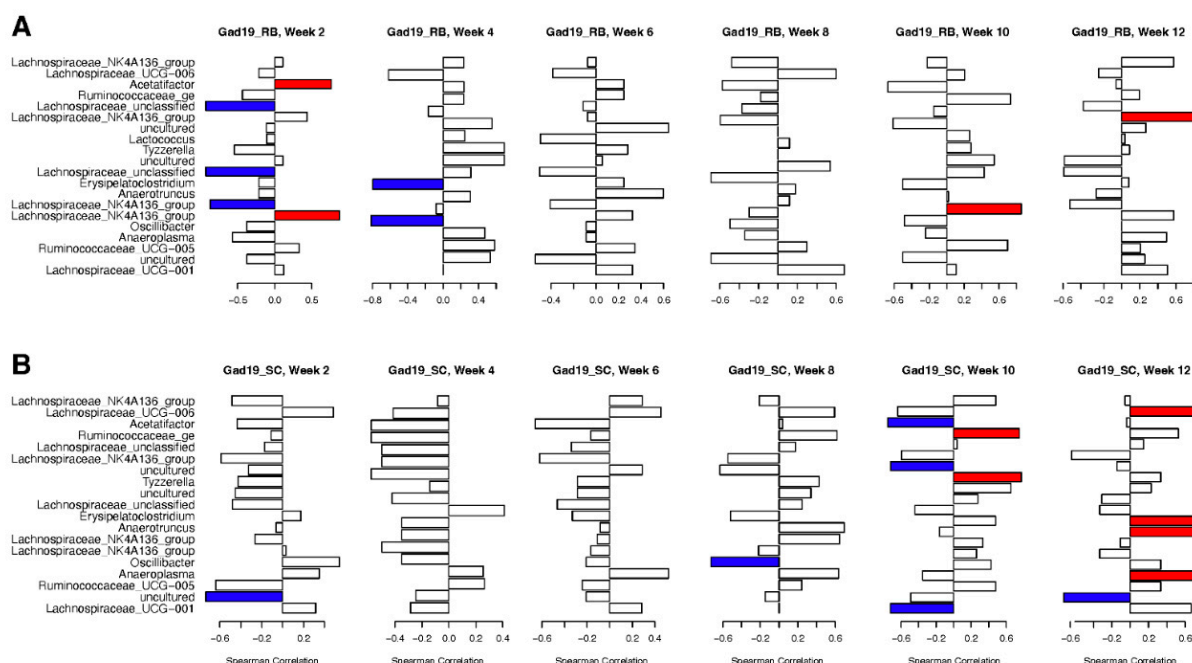 A
Gad19_RB, Week 2 Gad19_RB, Week 4 Gad19_RB, Week 6 Gad19_RB, Week 8 Gad19_RB, Week 10 Gad19_RB, Week 12
Lachnospiraceae_NK4A136_group
Lachnospiraceae_UCG-006
Acetatifactor
Ruminococcaceae_ge
Lachnospiraceae_unclassified
Lachnospiraceae_NK4A136_group
uncultured
Lactococcus
Tyzzerella
uncultured
Lachnospiraceae_unclassified
Erysipelatoclostridium
Anaerotruncus
Lachnospiraceae_NK4A136_group
Lachnospiraceae_NK4A136_group
Oscillibacter
Anaeroplasma
Ruminococcaceae_UCG-005
uncultured
Lachnospiraceae_UCG-001
-0.5 0.0 0.5 -0.8 -0.4 0.0 0.4 -0.6 -0.2 0.0 0.2 0.4 0.6 -0.6 -0.2 0.2 0.6 -0.6 -0.2 0.2 0.6 -0.6 -0.2 0.2 0.6
B
Gad19_SC, Week 2 Gad19_SC, Week 4 Gad19_SC, Week 6 Gad19_SC, Week 8 Gad19_SC, Week 10 Gad19_SC, Week 12
Lachnospiraceae_NK4A136_group
Lachnospiraceae_UCG-006
Acetatifactor
Ruminococcaceae_ge
Lachnospiraceae_unclassified
Lachnospiraceae_NK4A136_group
uncultured
Tyzzerella
uncultured
Lachnospiraceae_unclassified
Erysipelatoclostridium
Anaerotruncus
Lachnospiraceae_NK4A136_group
Lachnospiraceae_NK4A136_group
Oscillibacter
Anaeroplasma
Ruminococcaceae_UCG-005
uncultured
Lachnospiraceae_UCG-001
-0.6 -0.2 0.2 -0.4 -0.2 0.0 0.2 0.4 -0.6 -0.2 0.2 0.4 -0.6 -0.2 0.2 0.6 -0.6 -0.2 0.2 0.6 -0.6 -0.2 0.2 0.6
Spearman Correlation Spearman Correlation Spearman Correlation Spearman Correlation Spearman Correlation Spearman Correlation